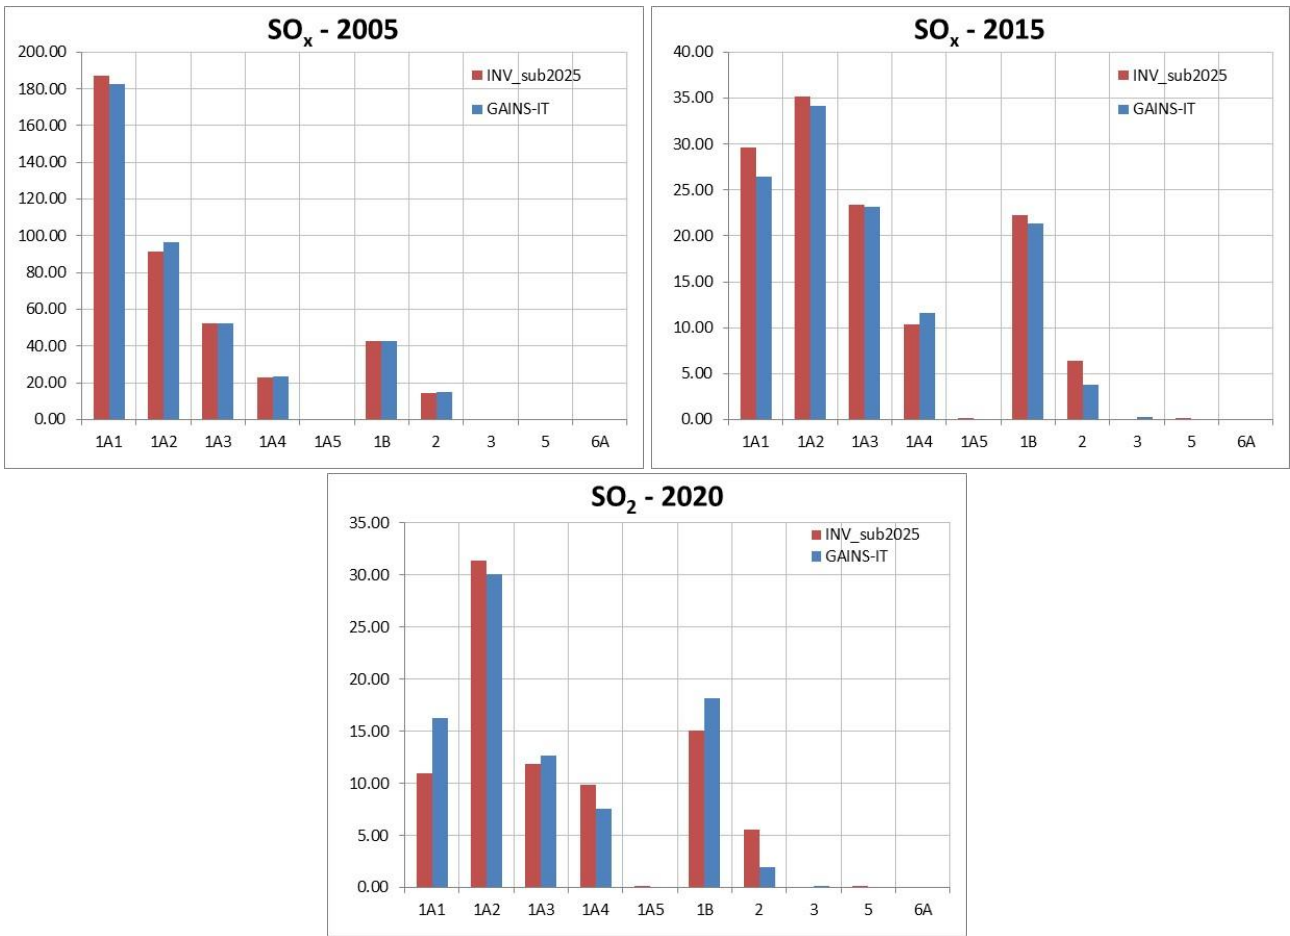 SOx - 2005
200.00
180.00
160.00
140.00
120.00
100.00
80.00
60.00
40.00
20.00
0.00
INV_sub2025
GAINS-IT
1A1 1A2 1A3 1A4 1A5 1B 2 3 5 6A
SOx - 2015
40.00
35.00
30.00
25.00
20.00
15.00
10.00
5.00
0.00
INV_sub2025
GAINS-IT
1A1 1A2 1A3 1A4 1A5 1B 2 3 5 6A
SO2 - 2020
35.00
30.00
25.00
20.00
15.00
10.00
5.00
0.00
INV_sub2025
GAINS-IT
1A1 1A2 1A3 1A4 1A5 1B 2 3 5 6A